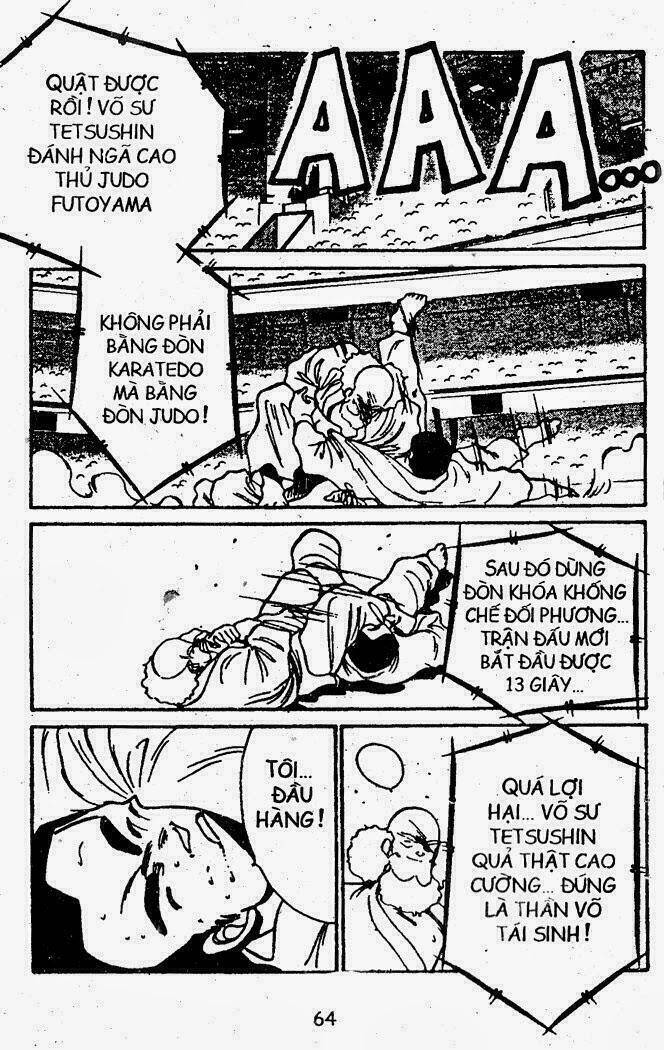 QUẬT ĐƯỢC
RỒI! VÕ SƯ
TETSUSHIN
ĐÁNH NGÃ CAO
THỦ JUDO
FUTOYAMA
AAA...
KHÔNG PHẢI
BẰNG ĐÒN
KARATEDO
MÀ BẰNG
ĐÒN JUDO!
SAU ĐÓ DÙNG
ĐÒN KHÓA KHỐNG
CHẾ ĐỐI PHƯƠNG...
TRẬN ĐẤU MỚI
BẮT ĐẦU ĐƯỢC
13 GIÂY...
TÔI...
ĐẦU
HÀNG!
QUÁ LỢI
HẠI... VÕ SƯ
TETSUSHIN
QUẢ THẬT CAO
CƯỜNG... ĐÚNG
LÀ THẦN VÕ
TÁI SINH!
64